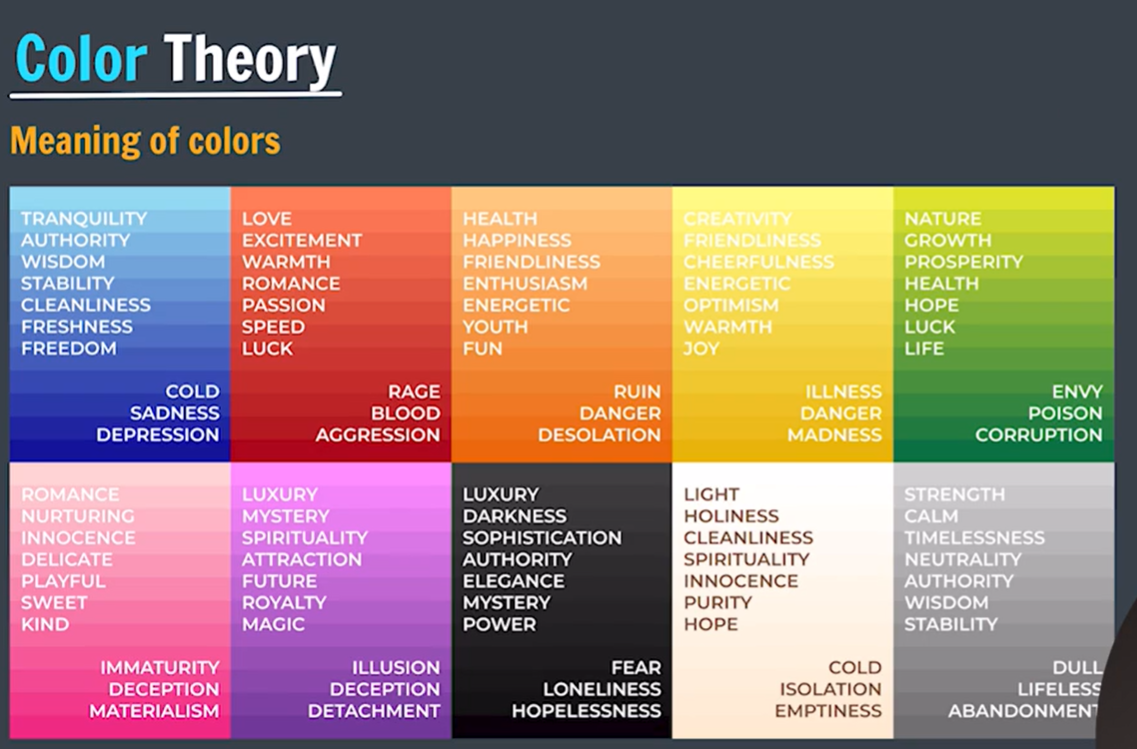 Color Theory
Meaning of colors
TRANQUILITY
AUTHORITY
WISDOM
STABILITY
CLEANLINESS
FRESHNESS
FREEDOM
COLD
SADNESS
DEPRESSION
LOVE
EXCITEMENT
WARMTH
ROMANCE
PASSION
SPEED
LUCK
RAGE
BLOOD
AGGRESSION
HEALTH
HAPPINESS
FRIENDLINESS
ENTHUSIASM
ENERGETIC
YOUTH
FUN
RUIN
DANGER
DESOLATION
CREATIVITY
FRIENDLINESS
CHEERFULNESS
ENERGETIC
OPTIMISM
WARMTH
JOY
ILLNESS
DANGER
MADNESS
NATURE
GROWTH
PROSPERITY
HEALTH
HOPE
LUCK
LIFE
ENVY
POISON
CORRUPTION
ROMANCE
NURTURING
INNOCENCE
DELICATE
PLAYFUL
SWEET
KIND
IMMATURITY
DECEPTION
MATERIALISM
LUXURY
MYSTERY
SPIRITUALITY
ATTRACTION
FUTURE
ROYALTY
MAGIC
ILLUSION
DECEPTION
DETACHMENT
LUXURY
DARKNESS
SOPHISTICATION
AUTHORITY
ELEGANCE
MYSTERY
POWER
FEAR
LONELINESS
HOPELESSNESS
LIGHT
HOLINESS
CLEANLINESS
SPIRITUALITY
INNOCENCE
PURITY
HOPE
COLD
ISOLATION
EMPTINESS
STRENGTH
CALM
TIMELESSNESS
NEUTRALITY
AUTHORITY
WISDOM
STABILITY
DULL
LIFELESS
ABANDONMENT